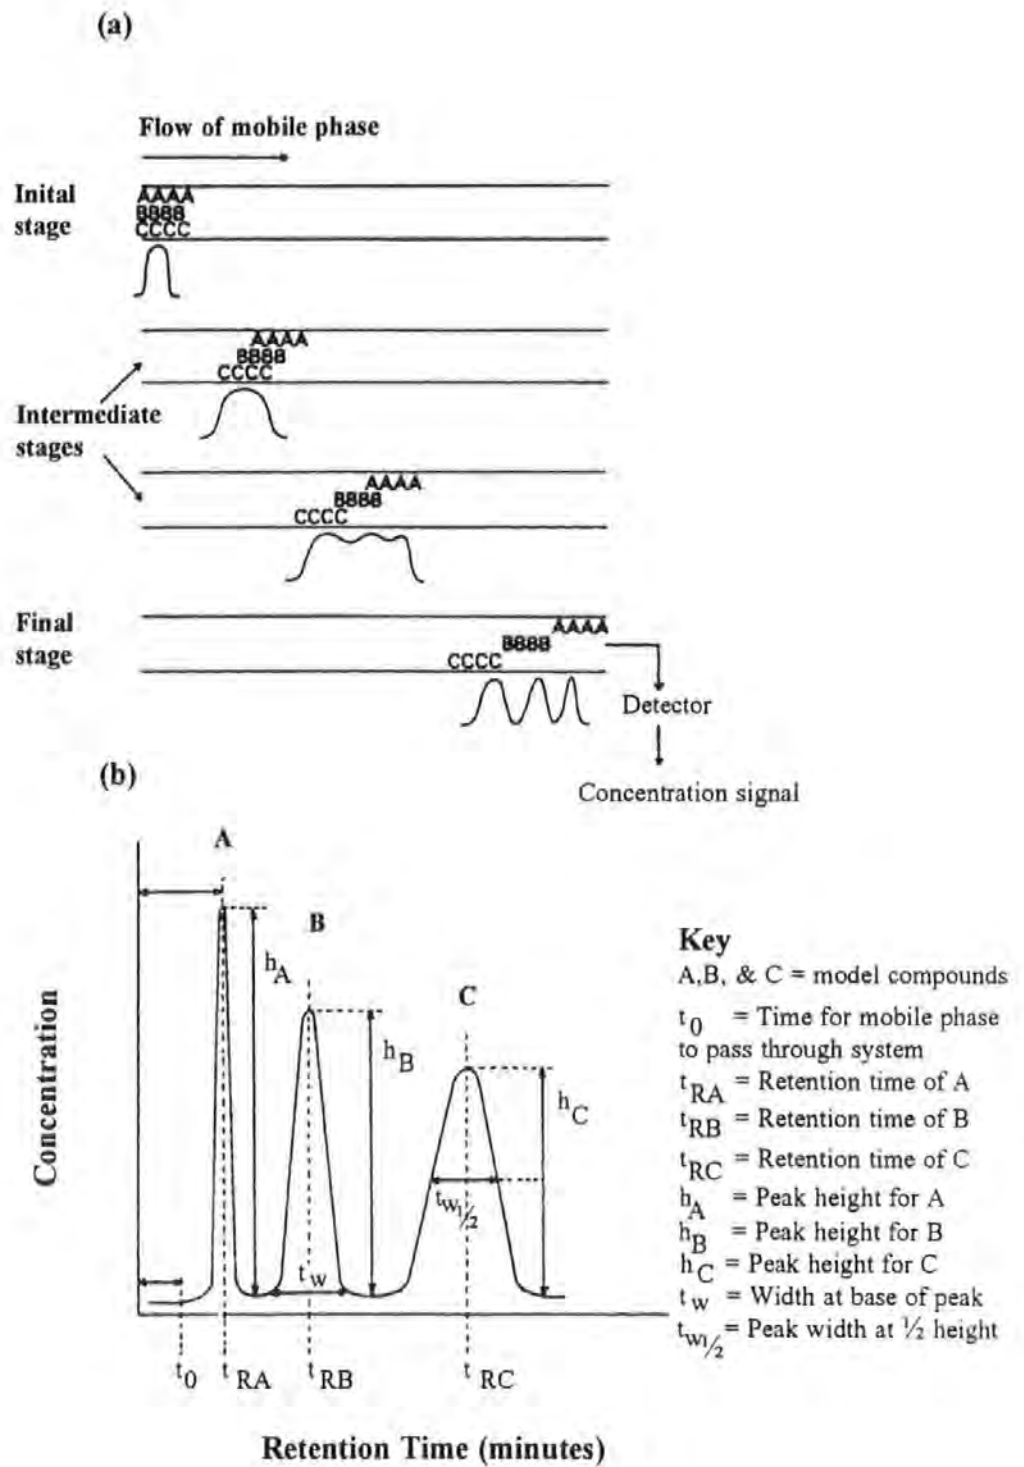 (a)
Flow of mobile phase
Inital
stage
AAAA
BBBB
CCCC
AAAA
BBBB
CCCC
Intermediate
stages
AAAA
BBBB
CCCC
Final
stage
AAAA
BBBB
CCCC
Detector
Concentration signal
(b)
A
B
C
hA
hB
hC
tW1/2
tw
Concentration
t0
tRA
tRB
tRC
Retention Time (minutes)
Key
A,B, & C = model compounds
t0 = Time for mobile phase
to pass through system
tRA = Retention time of A
tRB = Retention time of B
tRC = Retention time of C
hA = Peak height for A
hB = Peak height for B
hC = Peak height for C
tw = Width at base of peak
tW1/2 = Peak width at ½ height